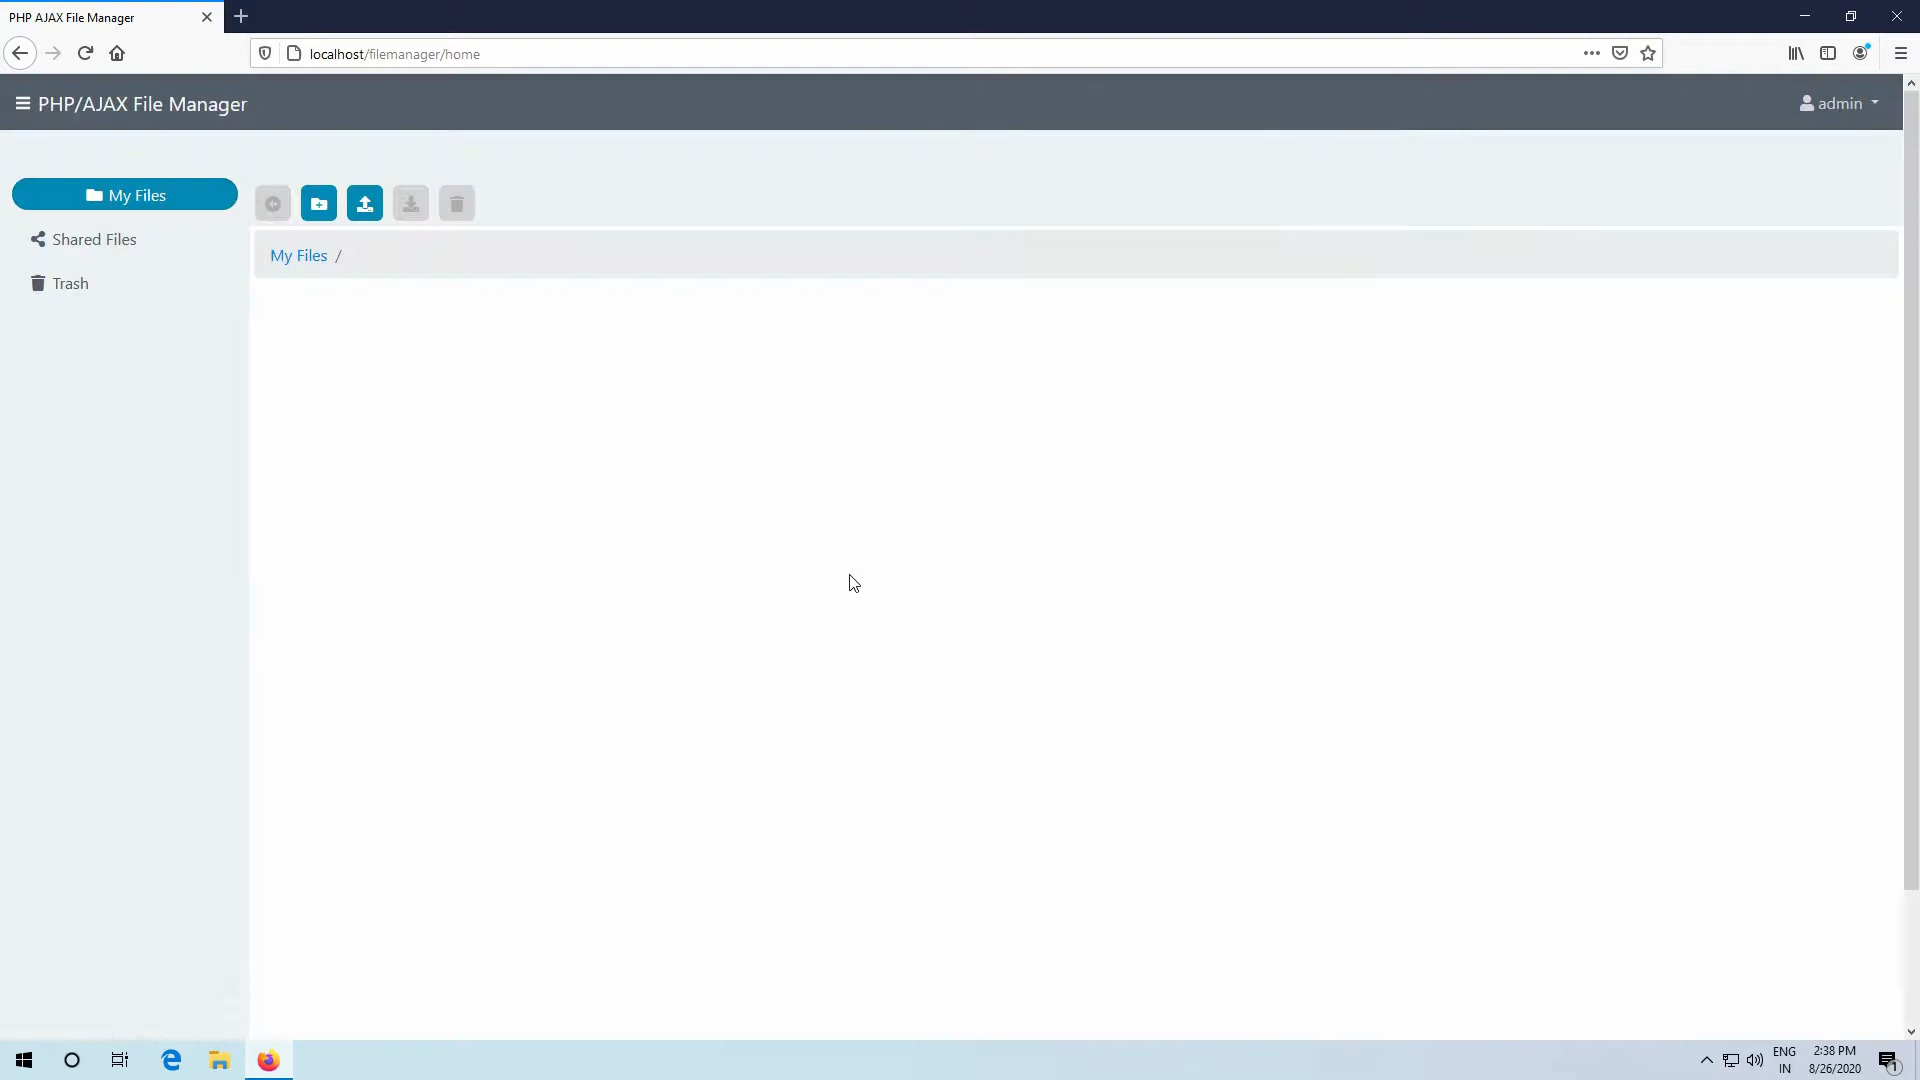 PHP AJAX File Manager
localhost/filemanager/home
PHP/AJAX File Manager
admin
My Files
Shared Files
Trash
My Files /
ENG
IN
2:38 PM
8/26/2020
1